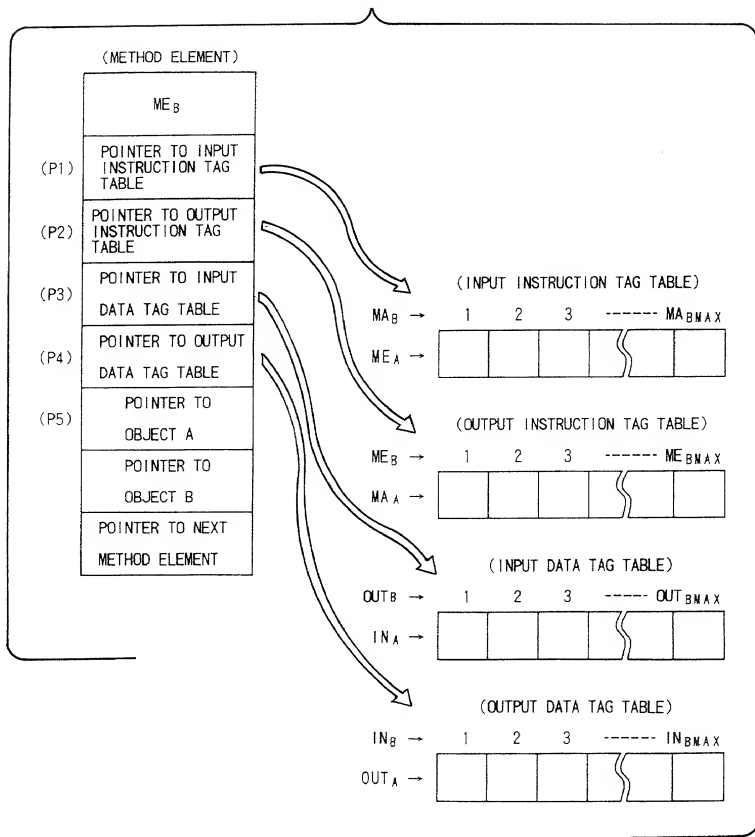 (METHOD ELEMENT)
MEB
(P1)
POINTER TO INPUT
INSTRUCTION TAG
TABLE
(P2)
POINTER TO OUTPUT
INSTRUCTION TAG
TABLE
(P3)
POINTER TO INPUT
DATA TAG TABLE
(P4)
POINTER TO OUTPUT
DATA TAG TABLE
(P5)
POINTER TO
OBJECT A
POINTER TO
OBJECT B
POINTER TO NEXT
METHOD ELEMENT
(INPUT INSTRUCTION TAG TABLE)
MAB → 1 2 3 ------ MABMAX
MEA →
(OUTPUT INSTRUCTION TAG TABLE)
MEB → 1 2 3 ------ MEBMAX
MAA →
(INPUT DATA TAG TABLE)
OUTB → 1 2 3 ----- OUTBMAX
INA →
(OUTPUT DATA TAG TABLE)
INB → 1 2 3 ------ INBMAX
OUTA →